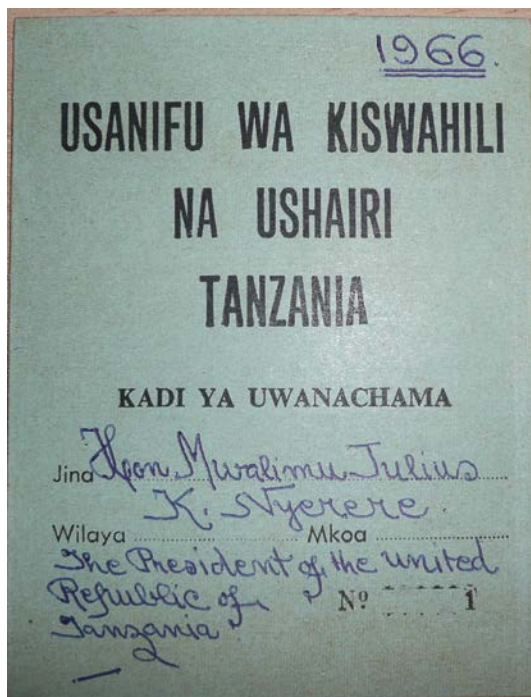 1966.
USANIFU WA KISWAHILI
NA USHAIRI
TANZANIA
KADI YA UWANACHAMA
Jina Hon Mwalimu Julius
K. Nyerere.
Wilaya Mkoa
The President of the United
Republic of Nº 1
Tanzania